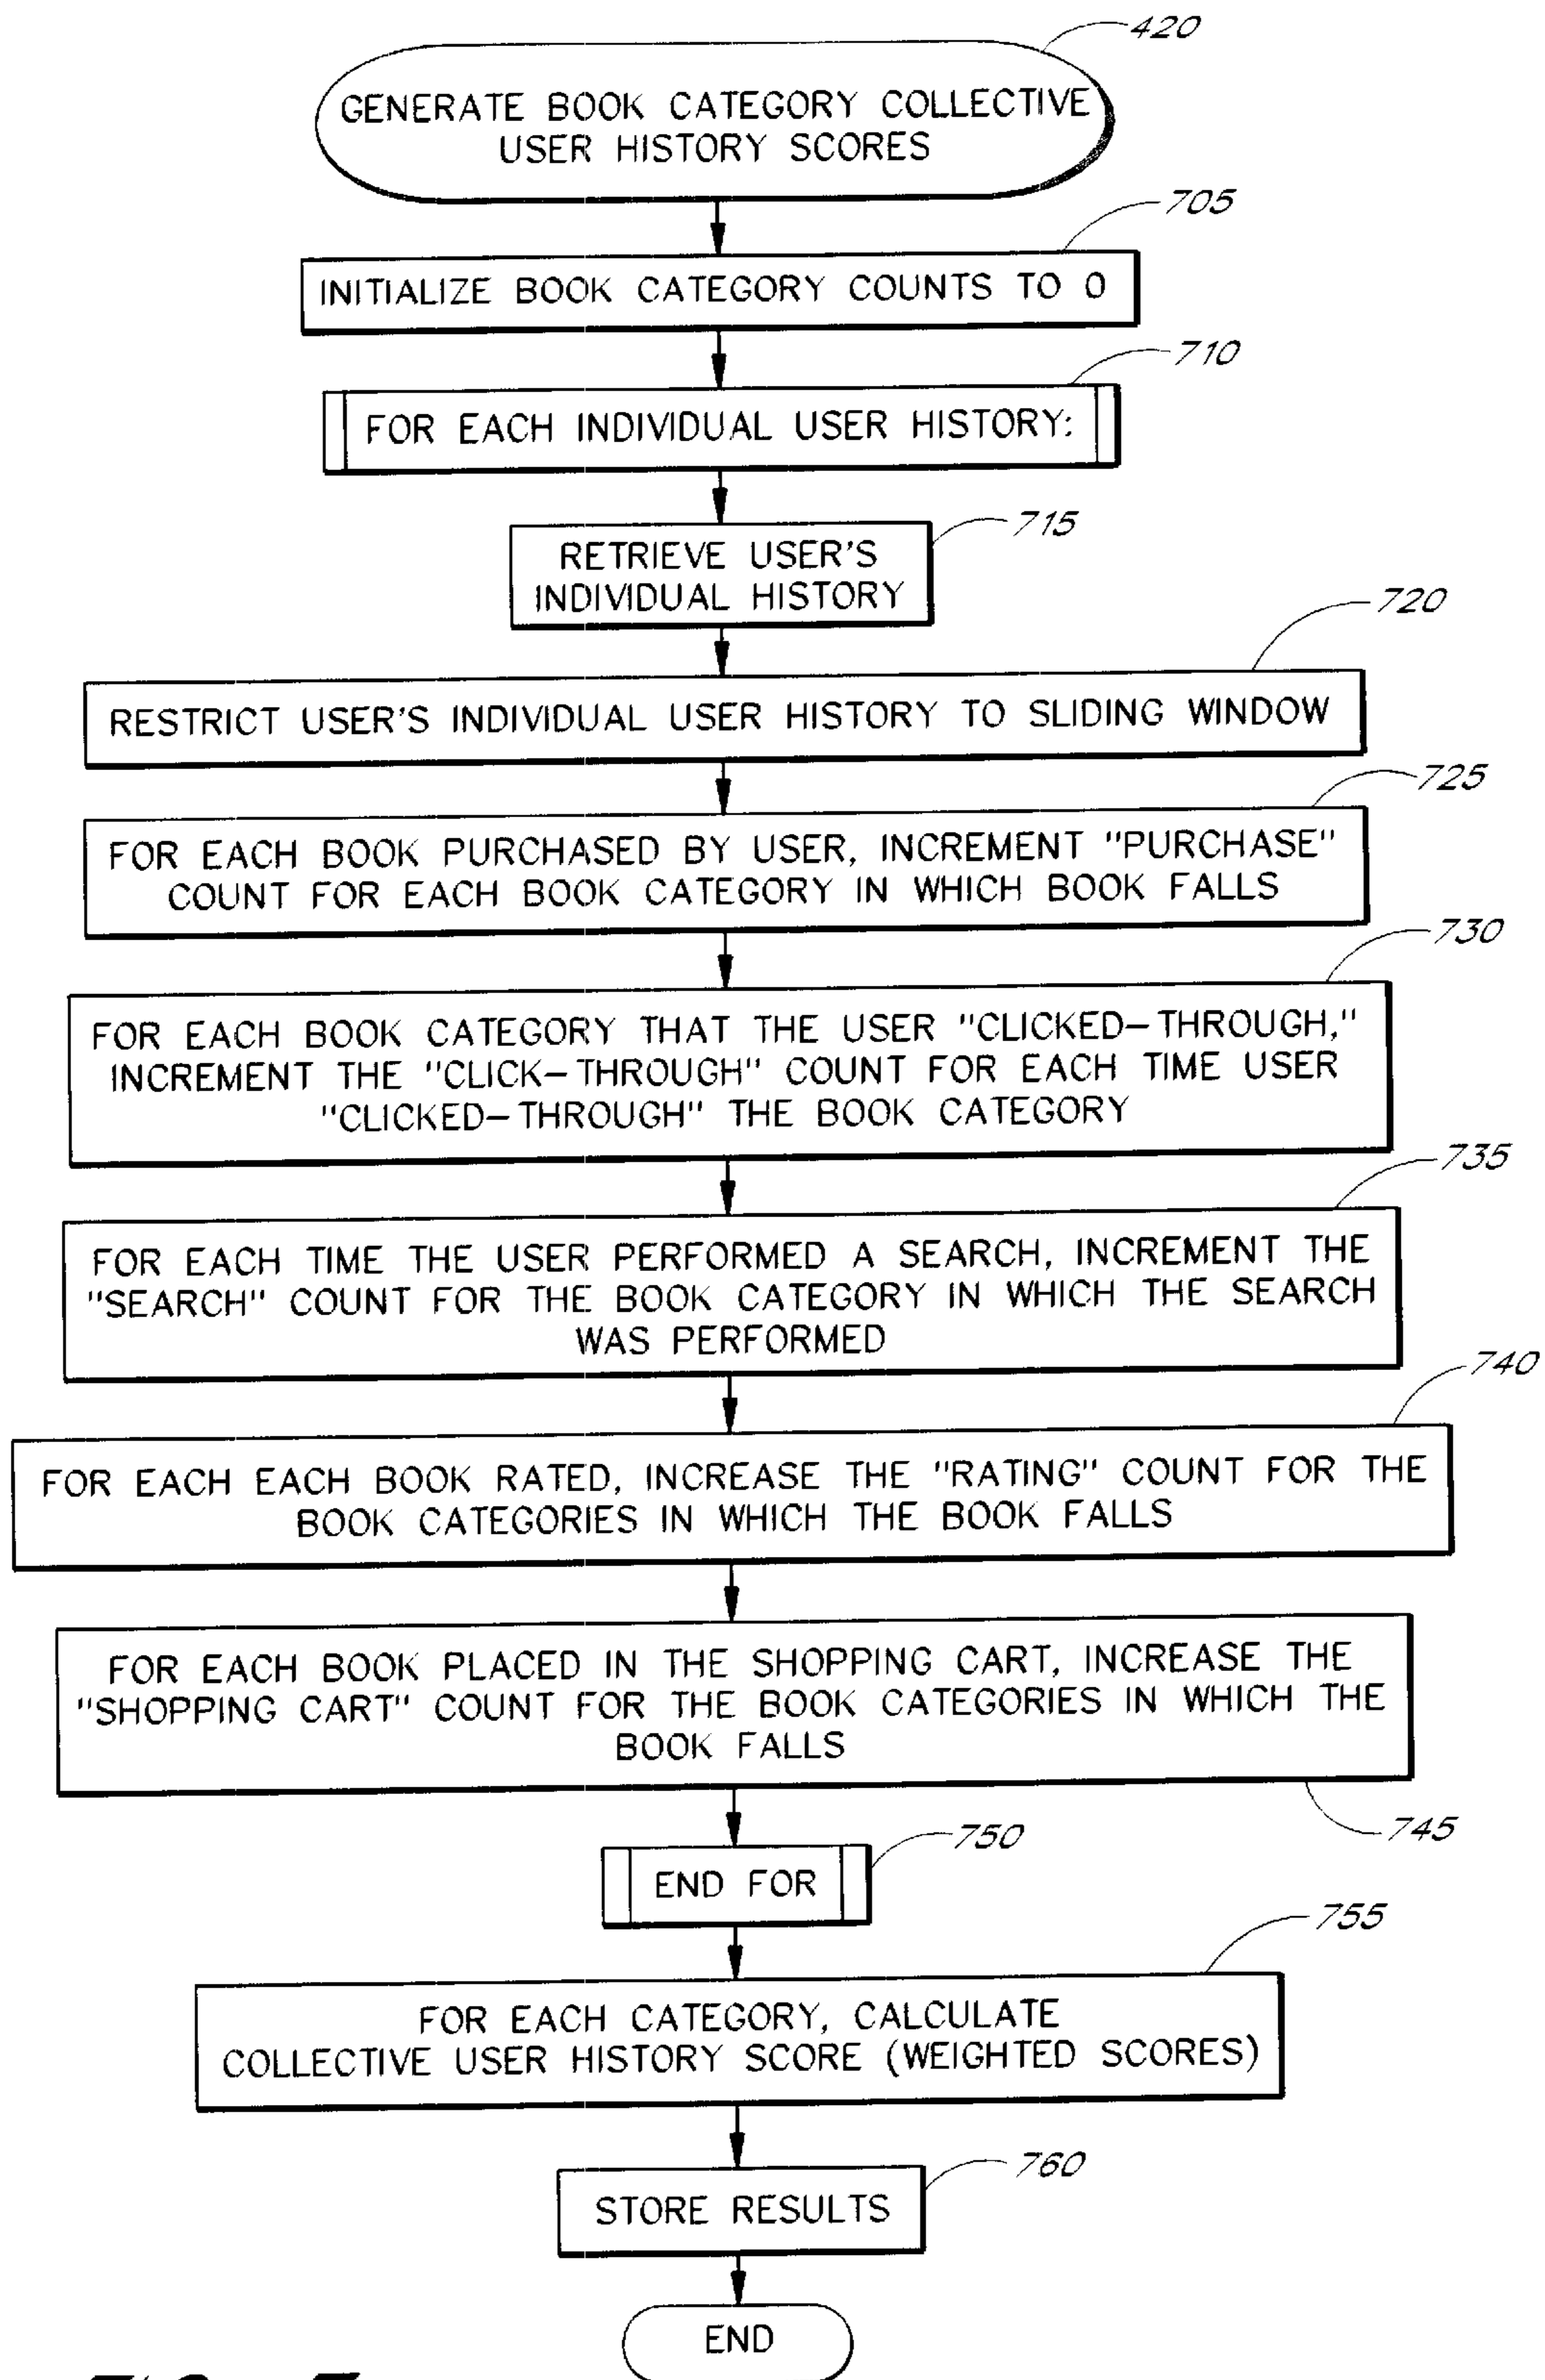 420
GENERATE BOOK CATEGORY COLLECTIVE
USER HISTORY SCORES
705
INITIALIZE BOOK CATEGORY COUNTS TO 0
710
FOR EACH INDIVIDUAL USER HISTORY:
715
RETRIEVE USER'S
INDIVIDUAL HISTORY
720
RESTRICT USER'S INDIVIDUAL USER HISTORY TO SLIDING WINDOW
725
FOR EACH BOOK PURCHASED BY USER, INCREMENT "PURCHASE"
COUNT FOR EACH BOOK CATEGORY IN WHICH BOOK FALLS
730
FOR EACH BOOK CATEGORY THAT THE USER "CLICKED-THROUGH,"
INCREMENT THE "CLICK-THROUGH" COUNT FOR EACH TIME USER
"CLICKED-THROUGH" THE BOOK CATEGORY
735
FOR EACH TIME THE USER PERFORMED A SEARCH, INCREMENT THE
"SEARCH" COUNT FOR THE BOOK CATEGORY IN WHICH THE SEARCH
WAS PERFORMED
740
FOR EACH EACH BOOK RATED, INCREASE THE "RATING" COUNT FOR THE
BOOK CATEGORIES IN WHICH THE BOOK FALLS
FOR EACH BOOK PLACED IN THE SHOPPING CART, INCREASE THE
"SHOPPING CART" COUNT FOR THE BOOK CATEGORIES IN WHICH THE
BOOK FALLS
745
750
END FOR
755
FOR EACH CATEGORY, CALCULATE
COLLECTIVE USER HISTORY SCORE (WEIGHTED SCORES)
760
STORE RESULTS
END